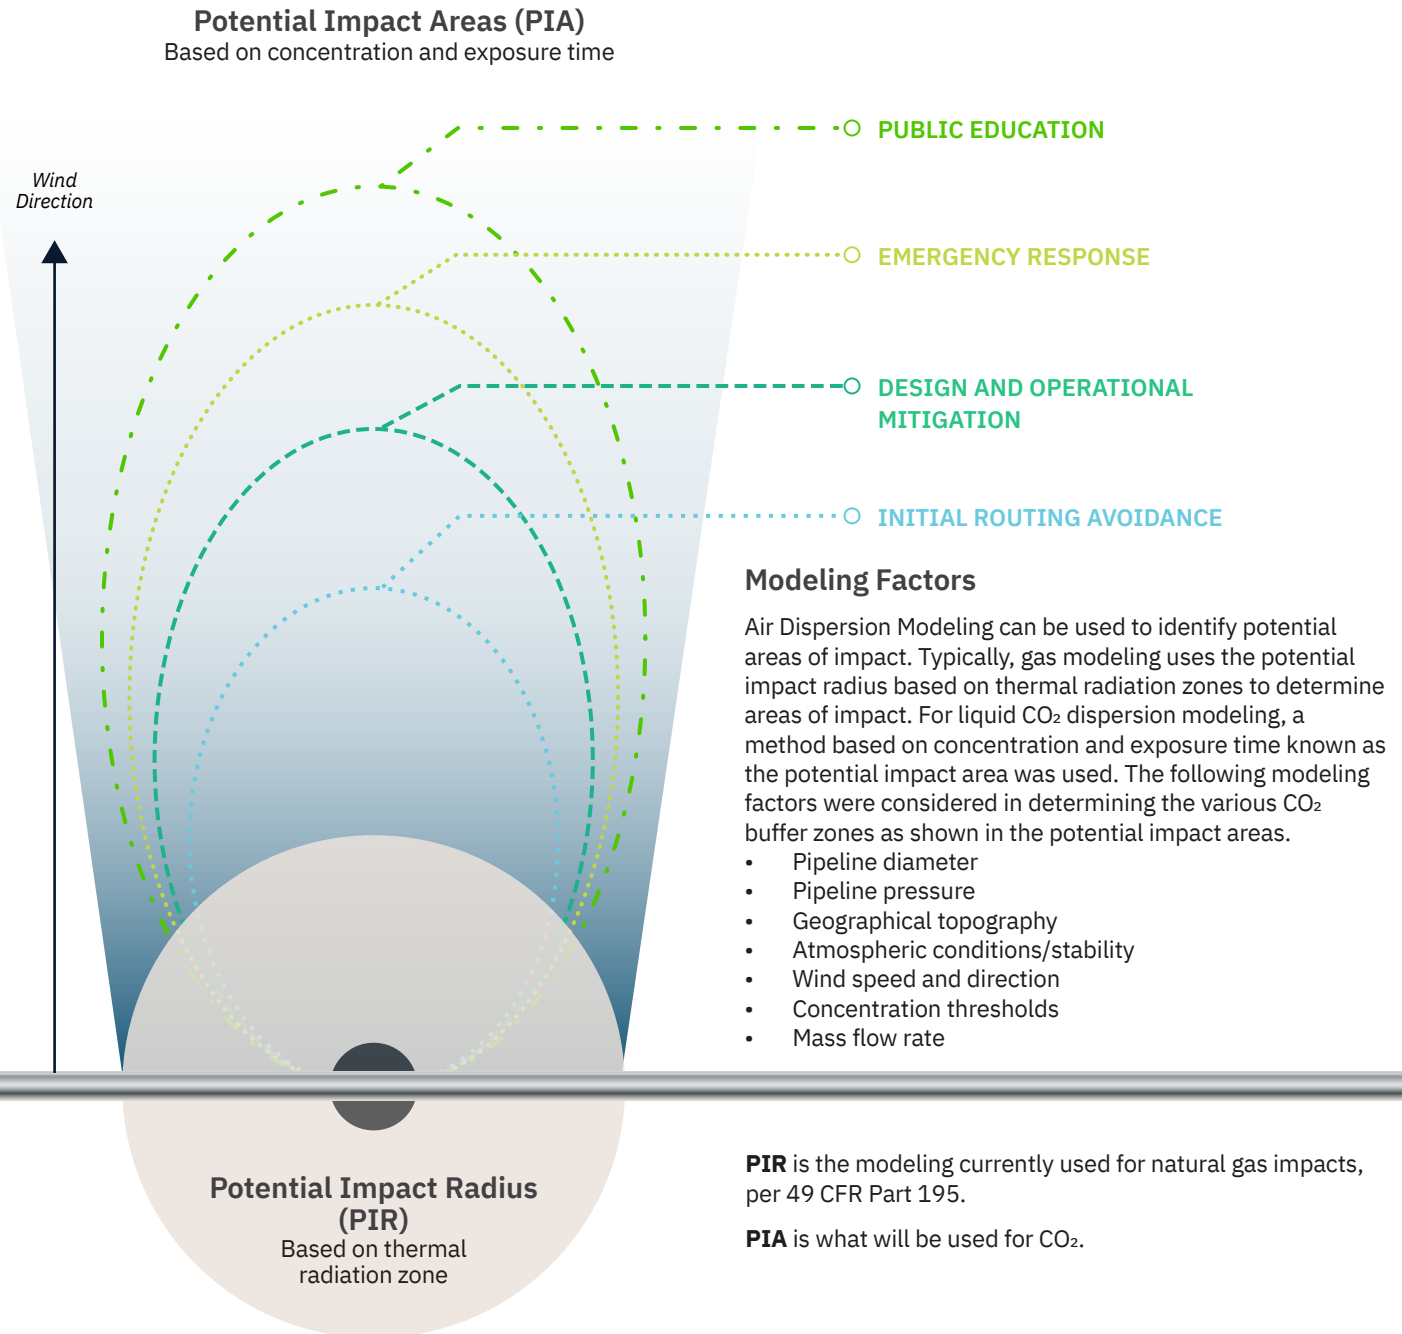 Potential Impact Areas (PIA)
Based on concentration and exposure time
Wind
Direction
PUBLIC EDUCATION
EMERGENCY RESPONSE
DESIGN AND OPERATIONAL
MITIGATION
INITIAL ROUTING AVOIDANCE
Modeling Factors
Air Dispersion Modeling can be used to identify potential
areas of impact. Typically, gas modeling uses the potential
impact radius based on thermal radiation zones to determine
areas of impact. For liquid CO₂ dispersion modeling, a
method based on concentration and exposure time known as
the potential impact area was used. The following modeling
factors were considered in determining the various CO₂
buffer zones as shown in the potential impact areas.
• Pipeline diameter
• Pipeline pressure
• Geographical topography
• Atmospheric conditions/stability
• Wind speed and direction
• Concentration thresholds
• Mass flow rate
Potential Impact Radius
(PIR)
Based on thermal
radiation zone
PIR is the modeling currently used for natural gas impacts,
per 49 CFR Part 195.
PIA is what will be used for CO₂.